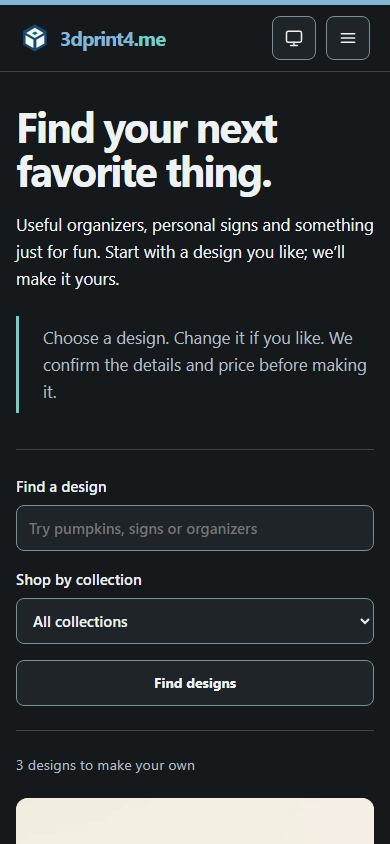 3dprint4.me
Find your next
favorite thing.
Useful organizers, personal signs and something
just for fun. Start with a design you like; we’ll
make it yours.
Choose a design. Change it if you like. We
confirm the details and price before making
it.
Find a design
Try pumpkins, signs or organizers
Shop by collection
All collections
Find designs
3 designs to make your own